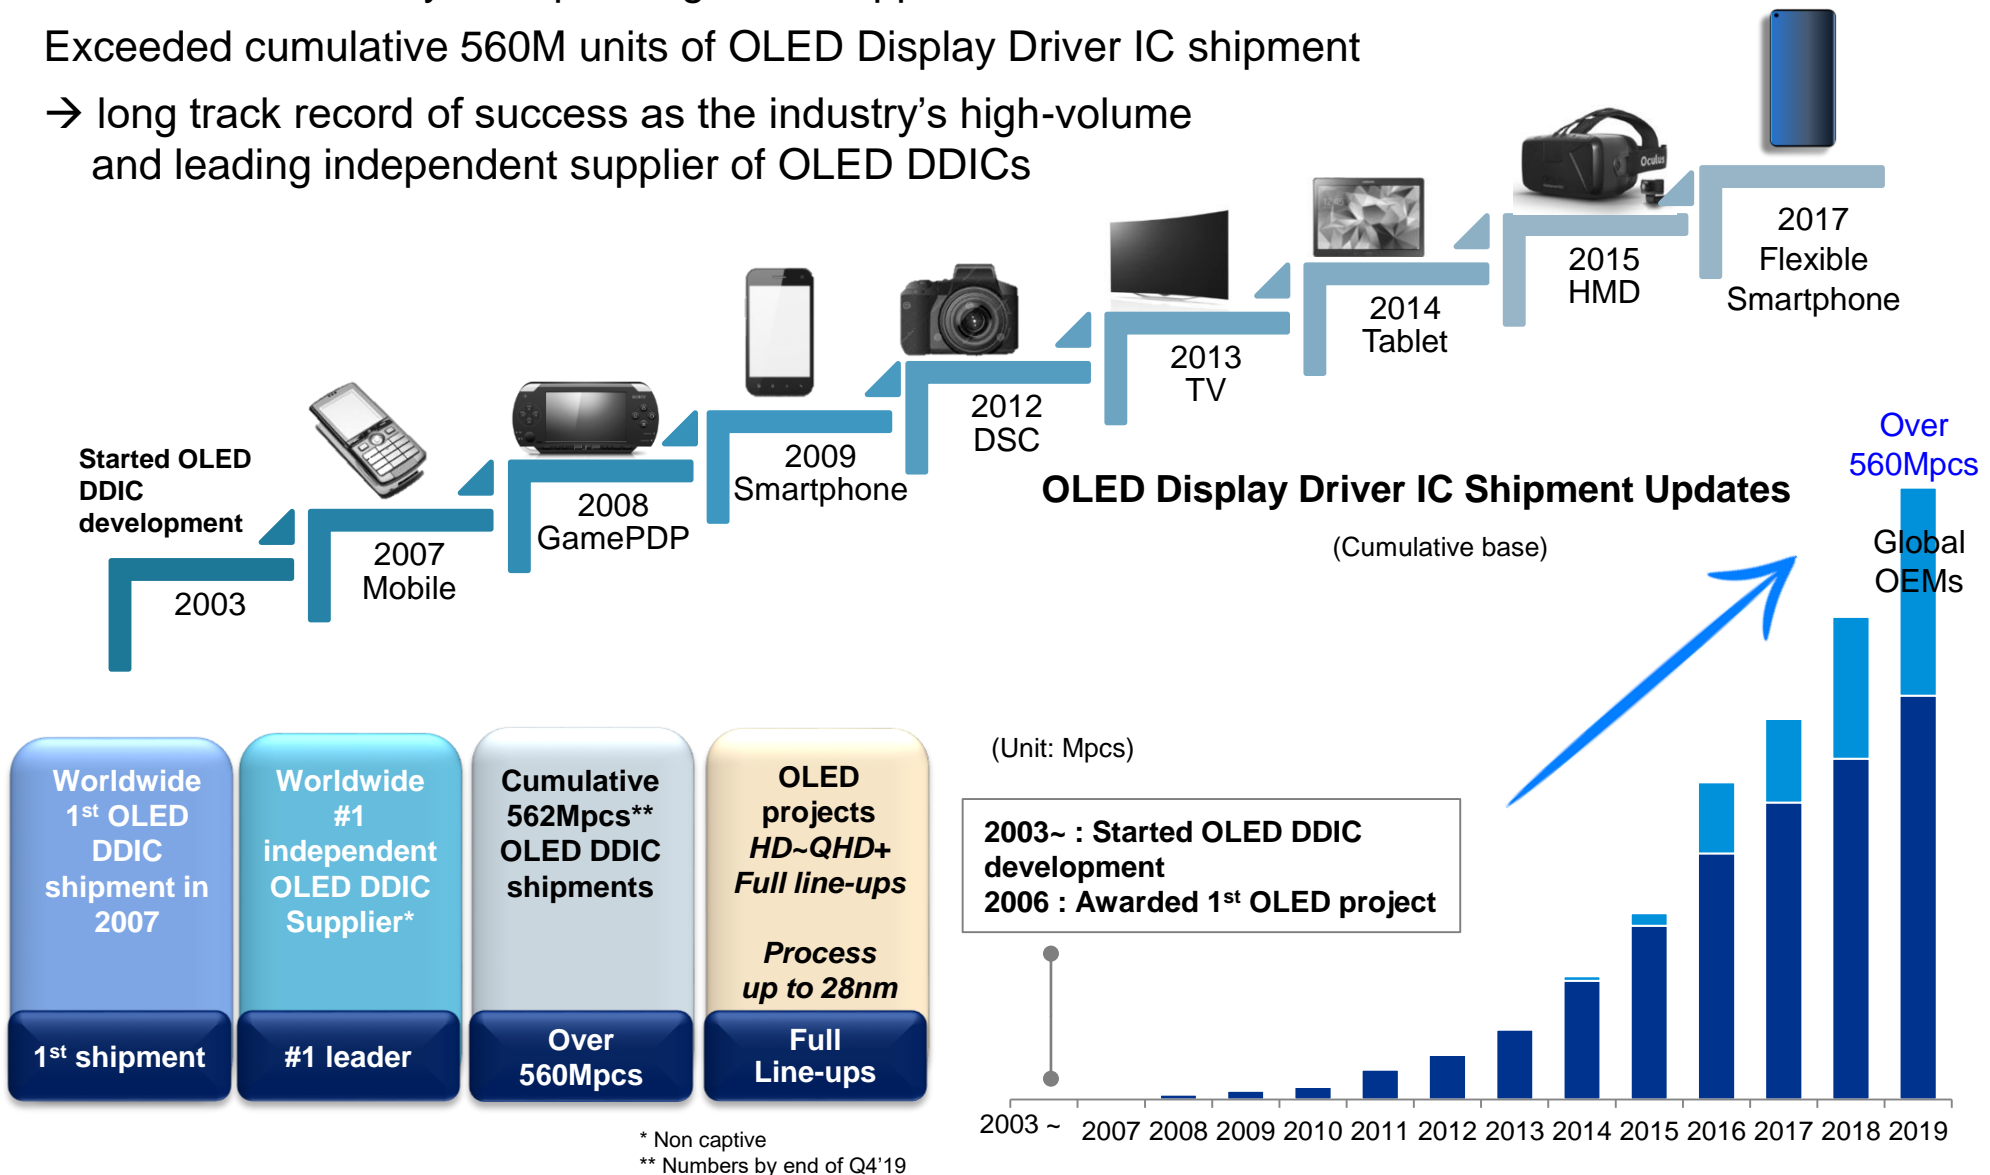 Exceeded cumulative 560M units of OLED Display Driver IC shipment
→ long track record of success as the industry's high-volume
and leading independent supplier of OLED DDICs
Oculus
2017
Flexible
Smartphone
2015
HMD
2014
Tablet
2013
TV
2012
DSC
2009
Smartphone
2008
GamePDP
2007
Mobile
Started OLED
DDIC
development
2003
OLED Display Driver IC Shipment Updates
(Cumulative base)
Over
560Mpcs
Global
OEMs
Worldwide
1st OLED
DDIC
shipment in
2007
1st shipment
Worldwide
#1
independent
OLED DDIC
Supplier*
#1 leader
Cumulative
562Mpcs**
OLED DDIC
shipments
Over
560Mpcs
OLED
projects
HD~QHD+
Full line-ups
Process
up to 28nm
Full
Line-ups
(Unit: Mpcs)
2003~ : Started OLED DDIC
development
2006 : Awarded 1st OLED project
2003 ~ 2007 2008 2009 2010 2011 2012 2013 2014 2015 2016 2017 2018 2019
* Non captive
** Numbers by end of Q4'19